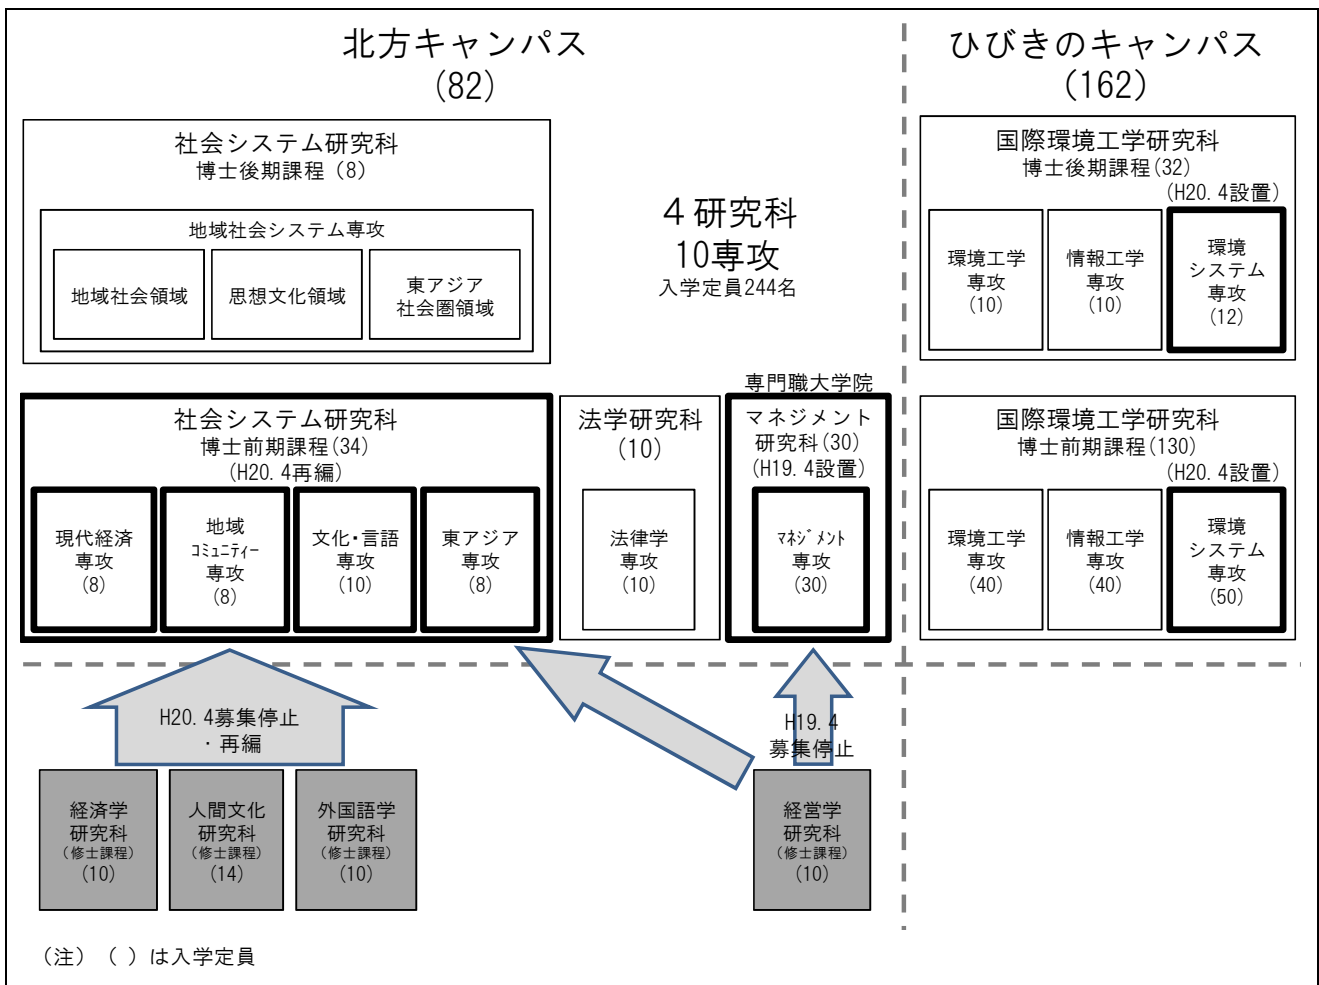 北方キャンパス
(82)
社会システム研究科
博士後期課程（8）
地域社会システム専攻
地域社会領域
思想文化領域
東アジア
社会圏領域
４研究科
10専攻
入学定員244名
ひびきのキャンパス
(162)
国際環境工学研究科
博士後期課程(32)
(H20.4設置)
環境工学
専攻
(10)
情報工学
専攻
(10)
環境
システム
専攻
(12)
社会システム研究科
博士前期課程(34)
(H20.4再編)
現代経済
専攻
(8)
地域
ｺﾐｭﾆﾃｨｰ
専攻
(8)
文化・言語
専攻
(10)
東アジア
専攻
(8)
法学研究科
(10)
法律学
専攻
(10)
専門職大学院
マネジメント
研究科(30)
(H19.4設置)
ﾏﾈｼﾞﾒﾝﾄ
専攻
(30)
国際環境工学研究科
博士前期課程(130)
(H20.4設置)
環境工学
専攻
(40)
情報工学
専攻
(40)
環境
システム
専攻
(50)
H20.4募集停止
・再編
H19.4
募集停止
経済学
研究科
(修士課程)
(10)
人間文化
研究科
(修士課程)
(14)
外国語学
研究科
(修士課程)
(10)
経営学
研究科
(修士課程)
(10)
（注）（ ）は入学定員